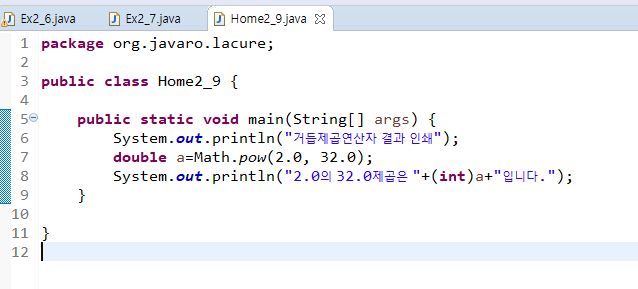 Ex2_6.java Ex2_7.java Home2_9.java
1 package org.javaro.lacure;
2
3 public class Home2_9 {
4
5 public static void main(String[] args) {
6 System.out.println("거듭제곱연산자 결과 인쇄");
7 double a=Math.pow(2.0, 32.0);
8 System.out.println("2.0의 32.0제곱은 "+(int)a+"입니다.");
9 }
10
11 }
12